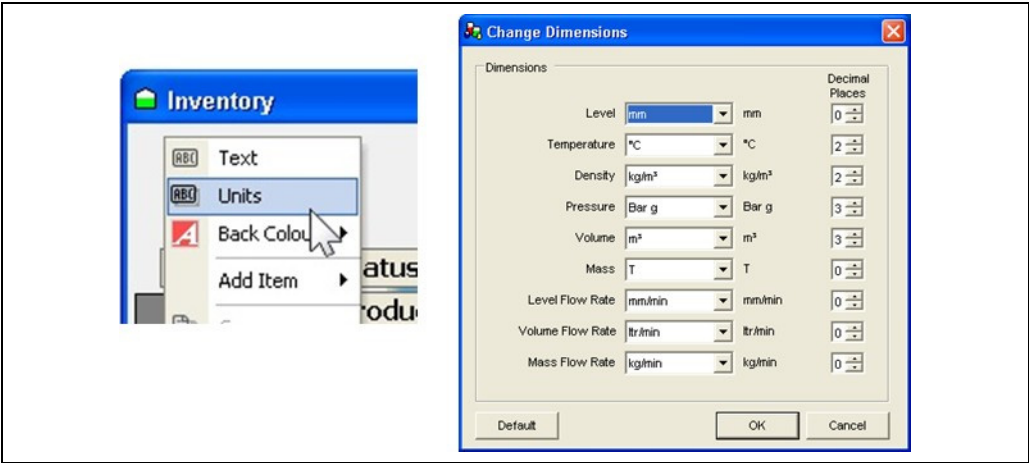 Inventory
Text
Units
Back Colou
Add Item
atus
rodu
Change Dimensions
Dimensions
Decimal
Places
Level mm mm 0
Temperature °C °C 2
Density kg/m³ kg/m³ 2
Pressure Bar g Bar g 3
Volume m³ m³ 3
Mass T T 0
Level Flow Rate mm/min mm/min 0
Volume Flow Rate ltr/min ltr/min 0
Mass Flow Rate kg/min kg/min 0
Default OK Cancel